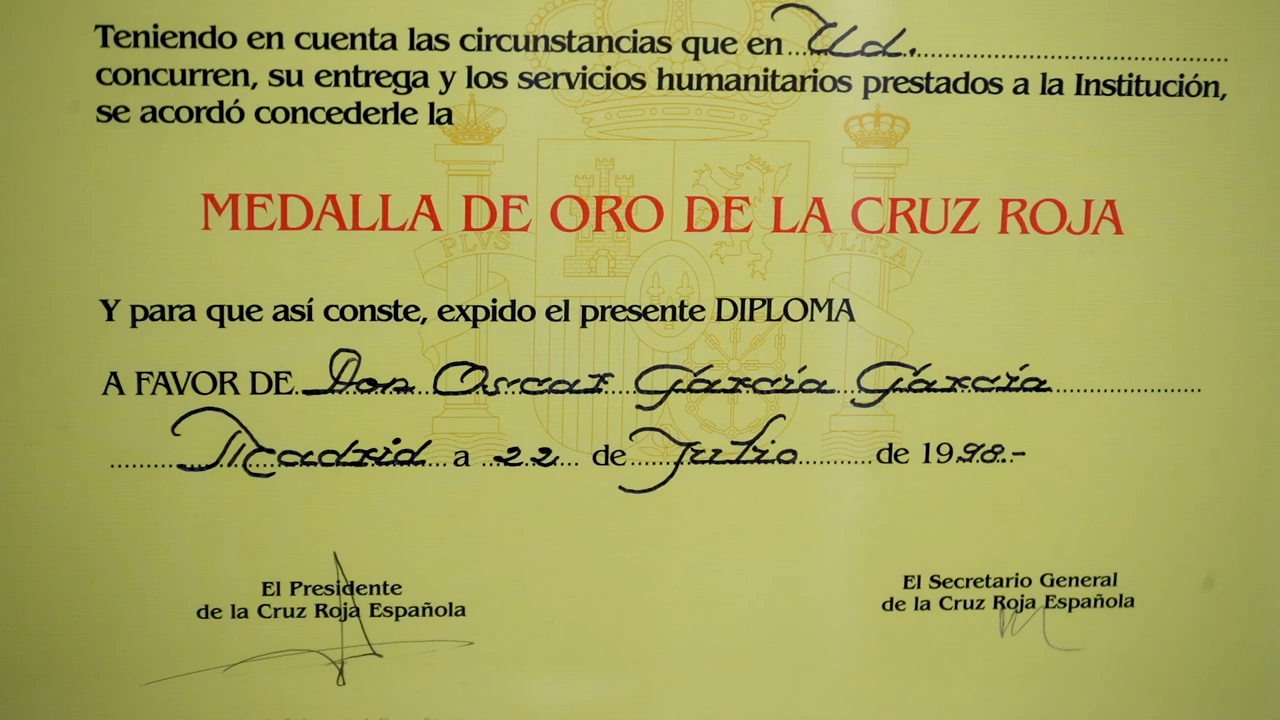 Teniendo en cuenta las circunstancias que en Ud.
concurren, su entrega y los servicios humanitarios prestados a la Institución,
se acordó concederle la
MEDALLA DE ORO DE LA CRUZ ROJA
PLVS VLTRA
Y para que así conste, expido el presente DIPLOMA
A FAVOR DE Don Oscar García García
Madrid a 22 de Julio de 1998.-
El Presidente
de la Cruz Roja Española
El Secretario General
de la Cruz Roja Española